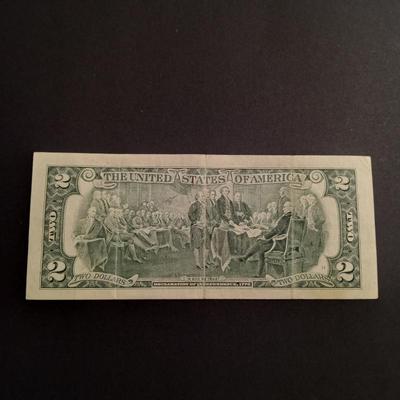 THE UNITED STATES OF AMERICA
2
2
TWO
TWO
2
2
TWO DOLLARS
TWO DOLLARS
DECLARATION OF INDEPENDENCE, 1776